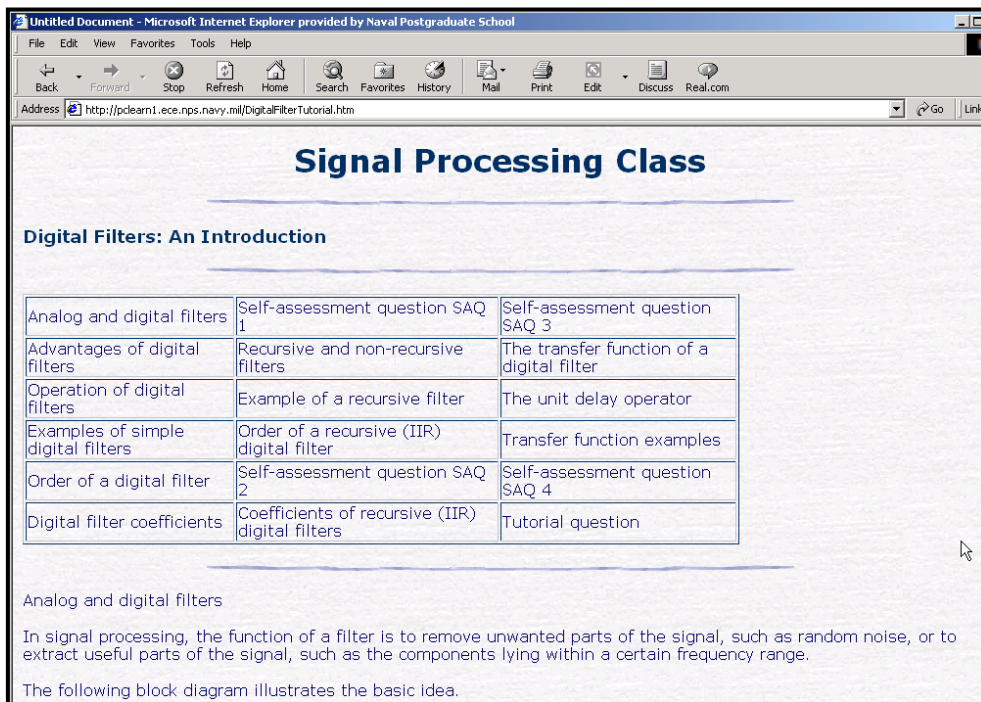 Untitled Document - Microsoft Internet Explorer provided by Naval Postgraduate School
File Edit View Favorites Tools Help
Back Forward Stop Refresh Home Search Favorites History Mail Print Edit Discuss Real.com
Address http://pclearn1.ece.nps.navy.mil/DigitalFilterTutorial.htm Go Link
Signal Processing Class
Digital Filters: An Introduction
Analog and digital filters
Self-assessment question SAQ
1
Self-assessment question
SAQ 3
Advantages of digital
filters
Recursive and non-recursive
filters
The transfer function of a
digital filter
Operation of digital
filters
Example of a recursive filter
The unit delay operator
Examples of simple
digital filters
Order of a recursive (IIR)
digital filter
Transfer function examples
Order of a digital filter
Self-assessment question SAQ
2
Self-assessment question
SAQ 4
Digital filter coefficients
Coefficients of recursive (IIR)
digital filters
Tutorial question
Analog and digital filters
In signal processing, the function of a filter is to remove unwanted parts of the signal, such as random noise, or to
extract useful parts of the signal, such as the components lying within a certain frequency range.
The following block diagram illustrates the basic idea.